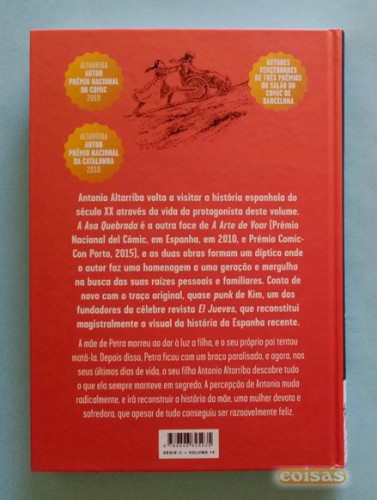 ALTARRIBA
AUTOR
PRÉMIO NACIONAL
DO COMIC
2010
AUTORES
VENCEDORES
DE TRÊS PRÉMIOS
DO SALÃO DO
COMIC DE
BARCELONA
ALTARRIBA
AUTOR
PRÉMIO NACIONAL
DA CATALUNHA
2010
Antonio Altarriba volta a visitar a história espanhola do
século XX através da vida da protagonista deste volume.
A Asa Quebrada é a outra face de A Arte de Voar (Prémio
Nacional del Cómic, em Espanha, em 2010, e Prémio Comic-
Con Porto, 2015), e as duas obras formam um díptico onde
o autor faz uma homenagem a uma geração e mergulha
na busca das suas raízes pessoais e familiares. Conta de
novo com o traço original, quase punk de Kim, um dos
fundadores da célebre revista El Jueves, que reconstitui
magistralmente o visual da história da Espanha recente.
A mãe de Petra morreu ao dar à luz a filha, e o seu próprio pai tentou
matá-la. Depois disso, Petra ficou com um braço paralisado, e agora, nos
seus últimos dias de vida, o seu filho Antonio Altarriba descobre tudo
o que ela sempre manteve em segredo. A percepção de Antonio muda
radicalmente, e irá reconstruir a história da mãe, uma mulher devota e
sofredora, que apesar de tudo conseguiu ser razoavelmente feliz.
SÉRIE II — VOLUME 14
coisas